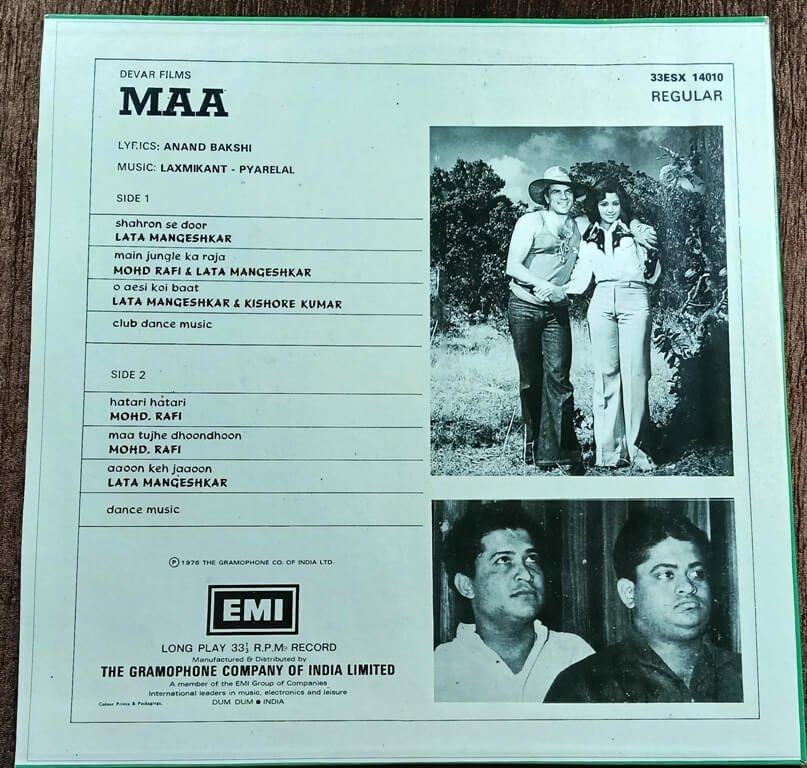 DEVAR FILMS
MAA
33ESX 14010
REGULAR
LYRICS: ANAND BAKSHI
MUSIC: LAXMIKANT - PYARELAL
SIDE 1
shahron se door
LATA MANGESHKAR
main jungle ka raja
MOHD RAFI & LATA MANGESHKAR
o aesi koi baat
LATA MANGESHKAR & KISHORE KUMAR
club dance music
SIDE 2
hatari hatari
MOHD. RAFI
maa tujhe dhoondhoon
MOHD. RAFI
aaoon keh jaaoon
LATA MANGESHKAR
dance music
Ⓟ 1976 THE GRAMOPHONE CO. OF INDIA LTD.
EMI
LONG PLAY 33⅓ R.P.M. RECORD
Manufactured & Distributed by
THE GRAMOPHONE COMPANY OF INDIA LIMITED
A member of the EMI Group of Companies
International leaders in music, electronics and leisure
DUM DUM ● INDIA
Colour Prints & Packagings.